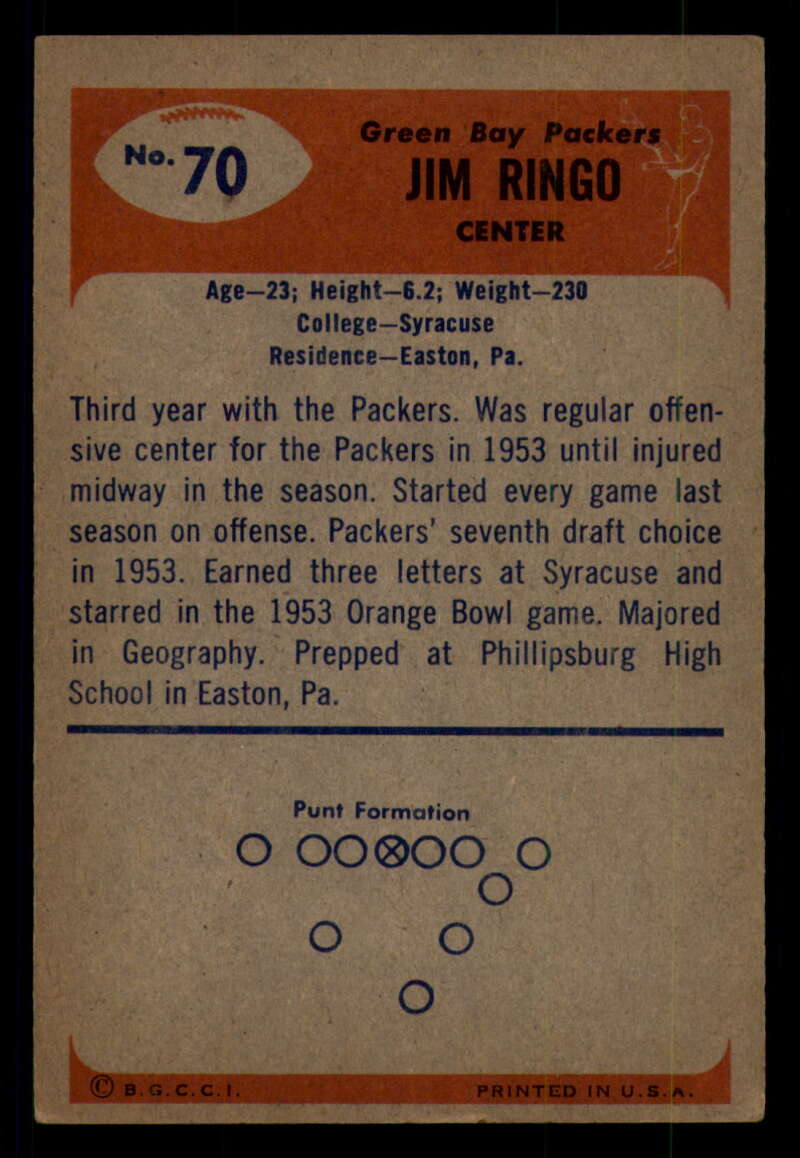 No. 70
Green Bay Packers
JIM RINGO
CENTER
Age—23; Height—6.2; Weight—230
College—Syracuse
Residence—Easton, Pa.
Third year with the Packers. Was regular offen-
sive center for the Packers in 1953 until injured
midway in the season. Started every game last
season on offense. Packers' seventh draft choice
in 1953. Earned three letters at Syracuse and
starred in the 1953 Orange Bowl game. Majored
in Geography. Prepped at Phillipsburg High
School in Easton, Pa.
Punt Formation
© B.G.C.C.I. PRINTED IN U.S.A.